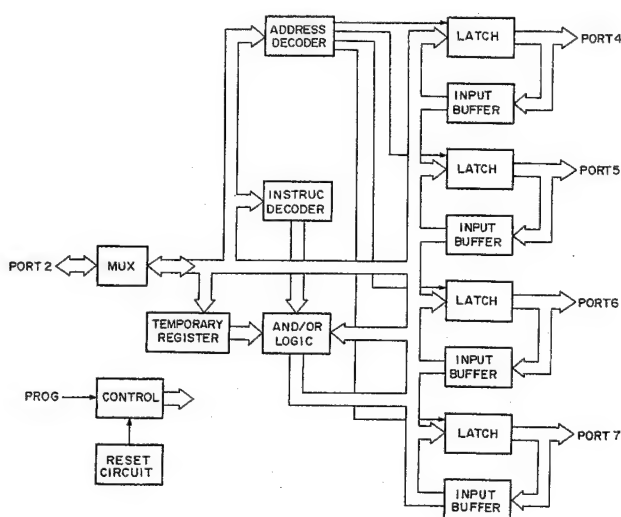 ADDRESS
DECODER
LATCH
PORT4
INPUT
BUFFER
LATCH
PORT5
INSTRUC
DECODER
INPUT
BUFFER
PORT 2
MUX
LATCH
PORT6
TEMPORARY
REGISTER
AND/OR
LOGIC
INPUT
BUFFER
PROG
CONTROL
LATCH
PORT 7
RESET
CIRCUIT
INPUT
BUFFER